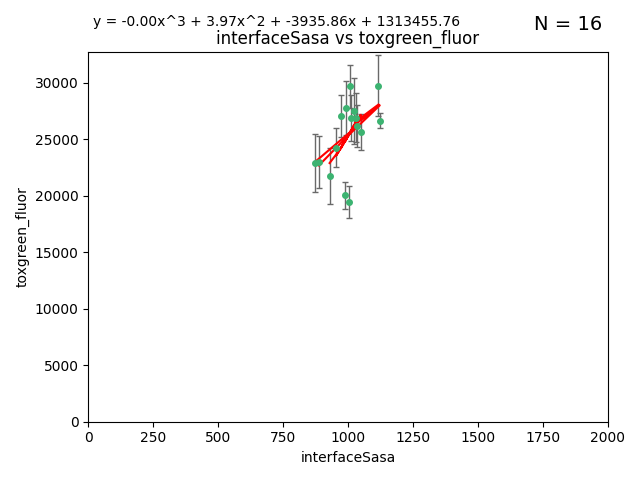 y = -0.00x^3 + 3.97x^2 + -3935.86x + 1313455.76
N = 16
interfaceSasa vs toxgreen_fluor
30000
25000
20000
15000
10000
5000
0
toxgreen_fluor
0 250 500 750 1000 1250 1500 1750 2000
interfaceSasa